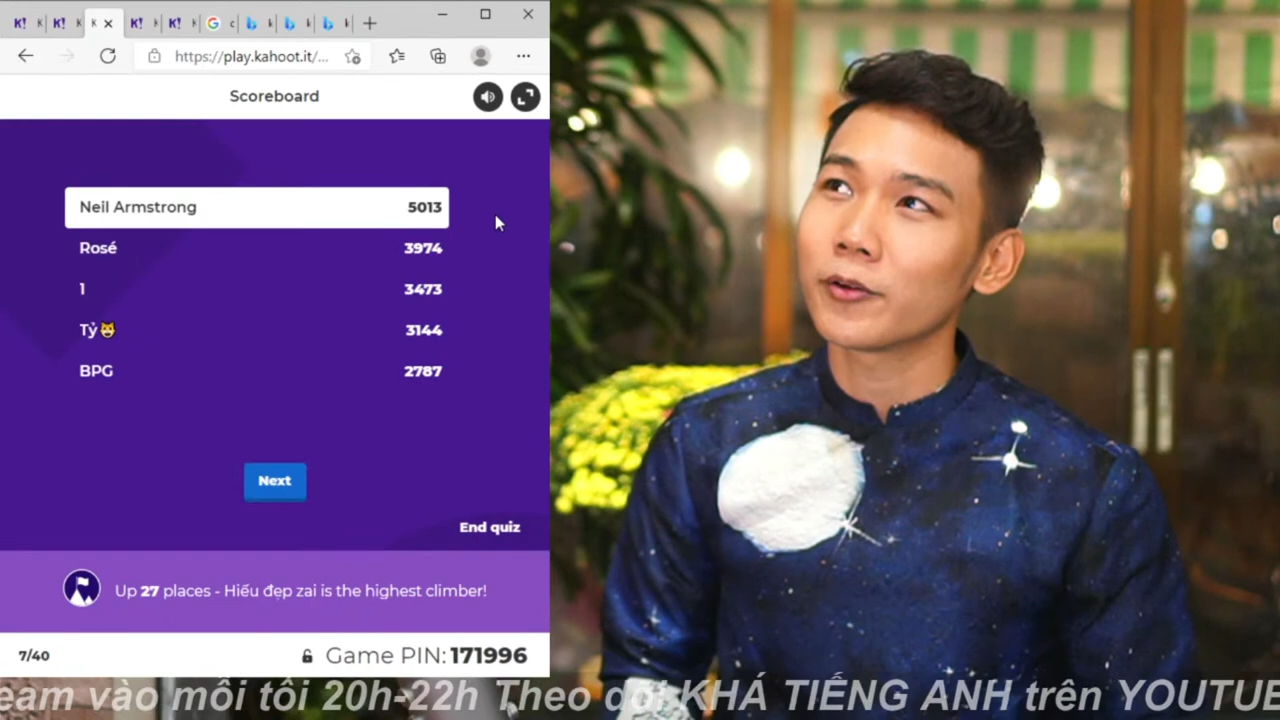 https://play.kahoot.it/...
Scoreboard
Neil Armstrong 5013
Rosé 3974
1 3473
Tỷ😺 3144
BPG 2787
Next
End quiz
Up 27 places - Hiếu đẹp zai is the highest climber!
7/40
Game PIN: 171996
eam vào mỗi tối 20h-22h Theo dõi KHÁ TIẾNG ANH trên YOUTUBE